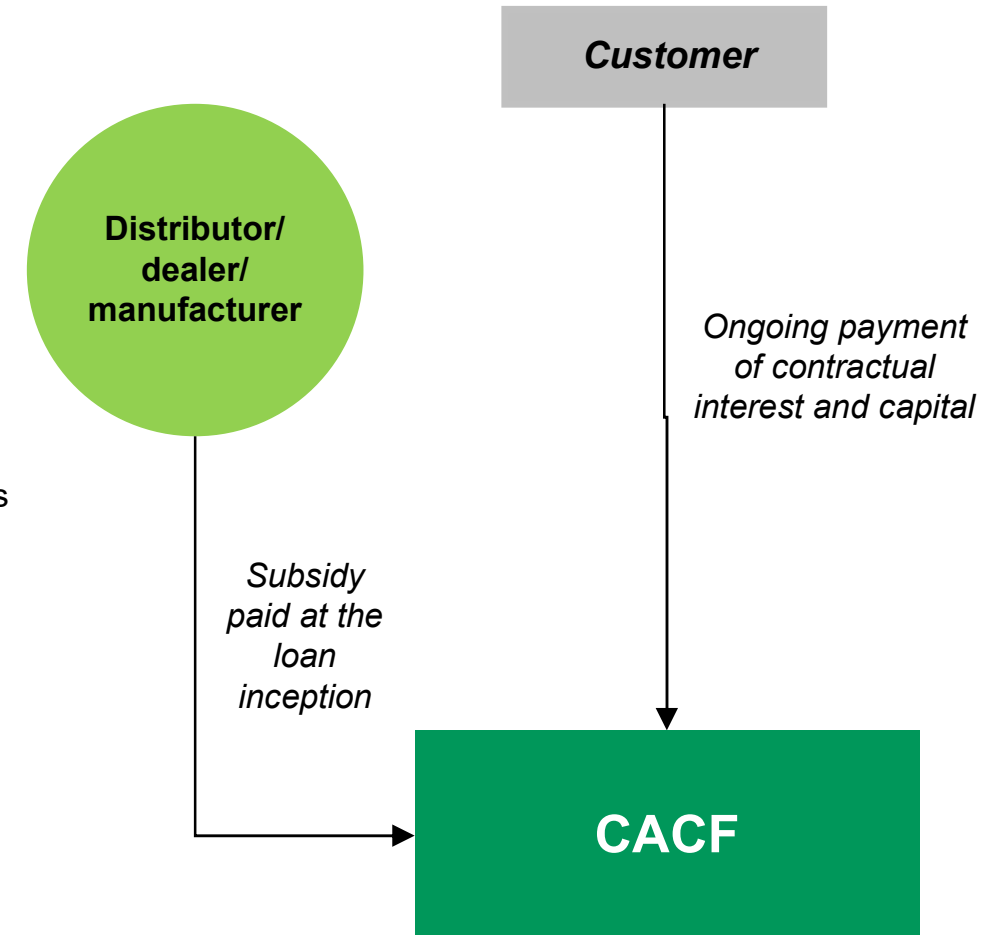 Customer
Distributor/
dealer/
manufacturer
Ongoing payment
of contractual
interest and capital
s
Subsidy
paid at the
loan
inception
CACF